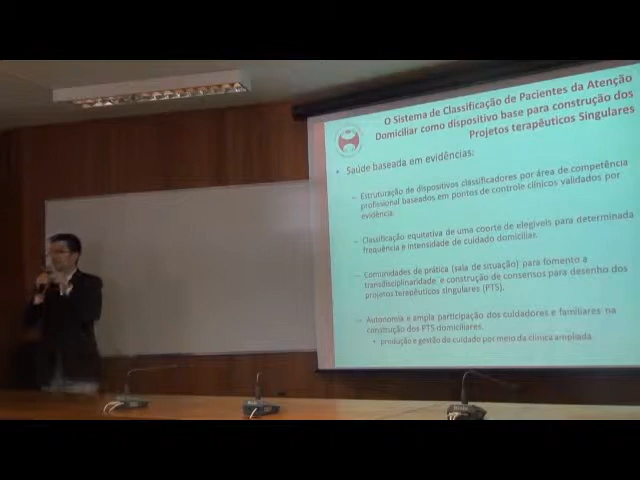 O Sistema de Classificação de Pacientes da Atenção
Domiciliar como dispositivo base para construção dos
Projetos terapêuticos Singulares
• Saúde baseada em evidências:
– Estruturação de dispositivos classificadores por área de competência
profissional baseados em pontos de controle clínicos validados por
evidência.
– Classificação equitativa de uma coorte de elegíveis para determinada
frequência e intensidade de cuidado domiciliar.
– Comunidades de prática (sala de situação) para fomento a
transdisciplinaridade e construção de consensos para desenho dos
projetos terapêuticos singulares (PTS).
– Autonomia e ampla participação dos cuidadores e familiares na
construção dos PTS domiciliares.
• produção e gestão do cuidado por meio da clínica ampliada.